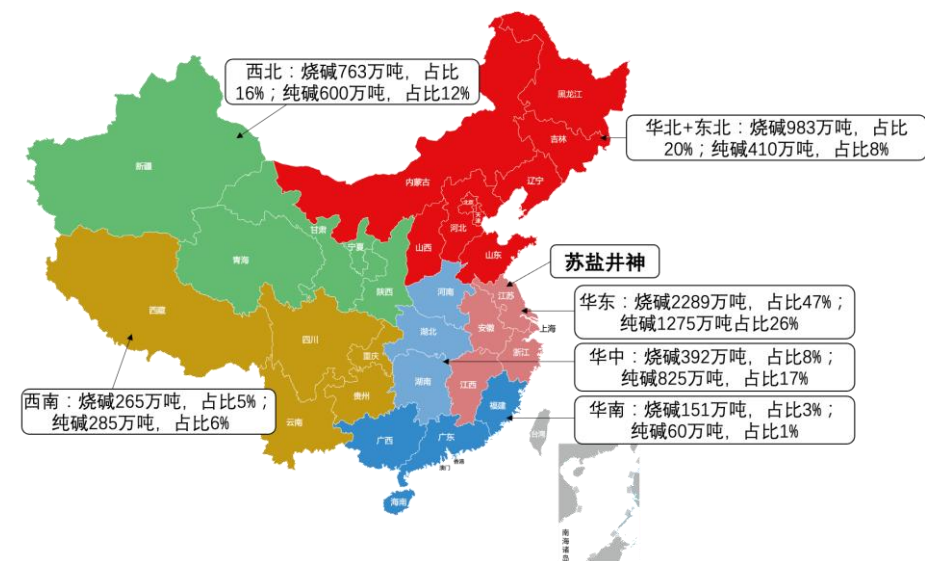 西北：烧碱763万吨，占比
16%；纯碱600万吨，占比12%
华北+东北：烧碱983万吨，占比
20%；纯碱410万吨，占比8%
苏盐井神
华东：烧碱2289万吨，占比47%；
纯碱1275万吨占比26%
华中：烧碱392万吨，占比8%；
纯碱825万吨，占比17%
华南：烧碱151万吨，占比3%；
纯碱60万吨，占比1%
西南：烧碱265万吨，占比5%；
纯碱285万吨，占比6%
黑龙江
吉林
辽宁
内蒙古
新疆
北京
天津
河北
甘肃
宁夏
山西
山东
青海
陕西
河南
江苏
西藏
安徽
上海
四川
湖北
重庆
浙江
湖南
江西
贵州
福建
云南
广西
广东
台湾
香港
澳门
海南
南海诸岛